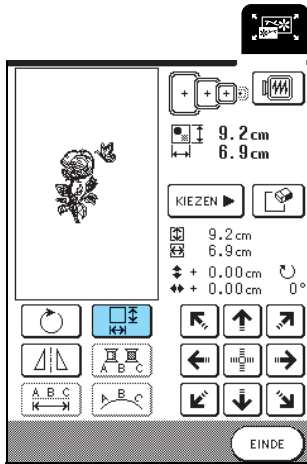 9.2cm
6.9cm
KIEZEN
9.2cm
6.9cm
+ 0.00cm
+ 0.00cm 0°
A B C
A B C
A B C
EINDE